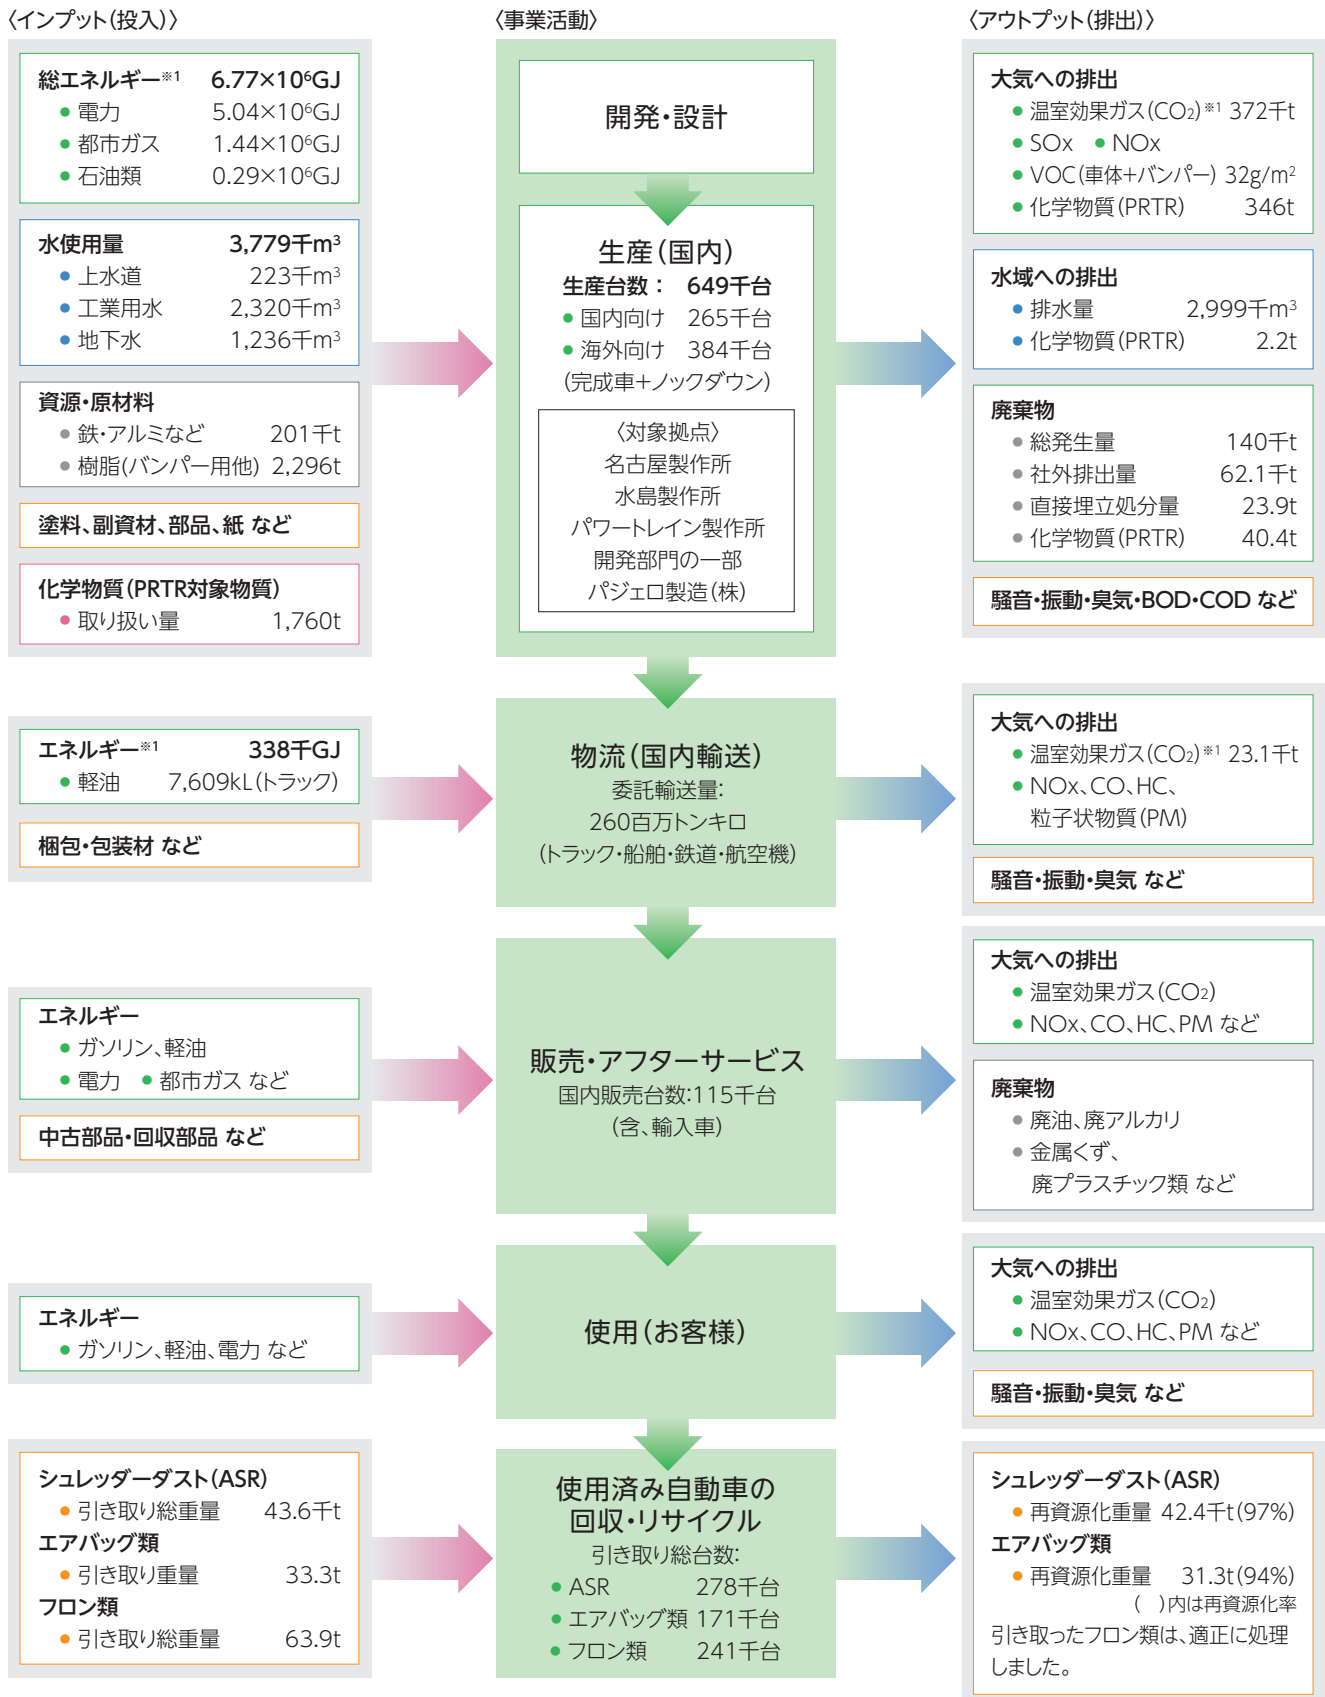 〈インプット(投入)〉
総エネルギー※1 6.77×10⁶GJ
● 電力 5.04×10⁶GJ
● 都市ガス 1.44×10⁶GJ
● 石油類 0.29×10⁶GJ
水使用量 3,779千m³
● 上水道 223千m³
● 工業用水 2,320千m³
● 地下水 1,236千m³
資源・原材料
● 鉄・アルミなど 201千t
● 樹脂(バンパー用他) 2,296t
塗料、副資材、部品、紙 など
化学物質(PRTR対象物質)
● 取り扱い量 1,760t
エネルギー※1 338千GJ
● 軽油 7,609kL(トラック)
梱包・包装材 など
エネルギー
● ガソリン、軽油
● 電力 ● 都市ガス など
中古部品・回収部品 など
エネルギー
● ガソリン、軽油、電力 など
シュレッダーダスト(ASR)
● 引き取り総重量 43.6千t
エアバッグ類
● 引き取り重量 33.3t
フロン類
● 引き取り総重量 63.9t
〈事業活動〉
開発・設計
生産(国内)
生産台数： 649千台
● 国内向け 265千台
● 海外向け 384千台
(完成車+ノックダウン)
〈対象拠点〉
名古屋製作所
水島製作所
パワートレイン製作所
開発部門の一部
パジェロ製造(株)
物流(国内輸送)
委託輸送量:
260百万トンキロ
(トラック・船舶・鉄道・航空機)
販売・アフターサービス
国内販売台数:115千台
(含、輸入車)
使用(お客様)
使用済み自動車の
回収・リサイクル
引き取り総台数:
● ASR 278千台
● エアバッグ類 171千台
● フロン類 241千台
〈アウトプット(排出)〉
大気への排出
● 温室効果ガス(CO₂)※1 372千t
● SOx ● NOx
● VOC(車体+バンパー) 32g/m²
● 化学物質(PRTR) 346t
水域への排出
● 排水量 2,999千m³
● 化学物質(PRTR) 2.2t
廃棄物
● 総発生量 140千t
● 社外排出量 62.1千t
● 直接埋立処分量 23.9t
● 化学物質(PRTR) 40.4t
騒音・振動・臭気・BOD・COD など
大気への排出
● 温室効果ガス(CO₂)※1 23.1千t
● NOx、CO、HC、
粒子状物質(PM)
騒音・振動・臭気 など
大気への排出
● 温室効果ガス(CO₂)
● NOx、CO、HC、PM など
廃棄物
● 廃油、廃アルカリ
● 金属くず、
廃プラスチック類 など
大気への排出
● 温室効果ガス(CO₂)
● NOx、CO、HC、PM など
騒音・振動・臭気 など
シュレッダーダスト(ASR)
● 再資源化重量 42.4千t(97%)
エアバッグ類
● 再資源化重量 31.3t(94%)
( )内は再資源化率
引き取ったフロン類は、適正に処理
しました。